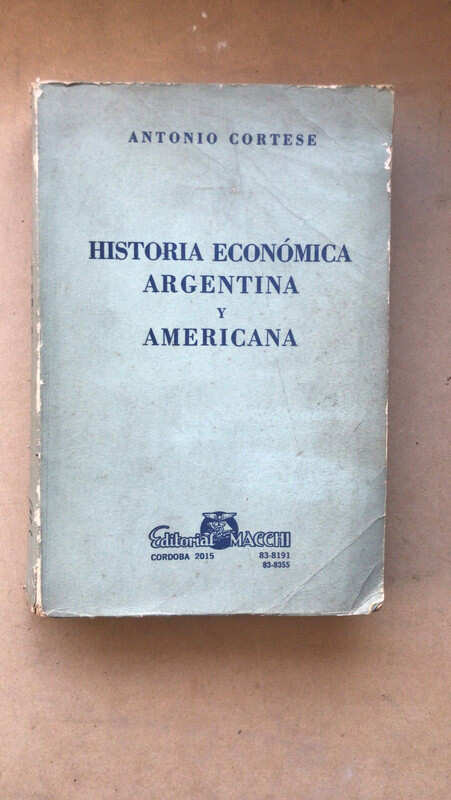 ANTONIO CORTESE
HISTORIA ECONÓMICA
ARGENTINA
Y
AMERICANA
Editorial MACCHI
CORDOBA 2015 83-8191
83-8355